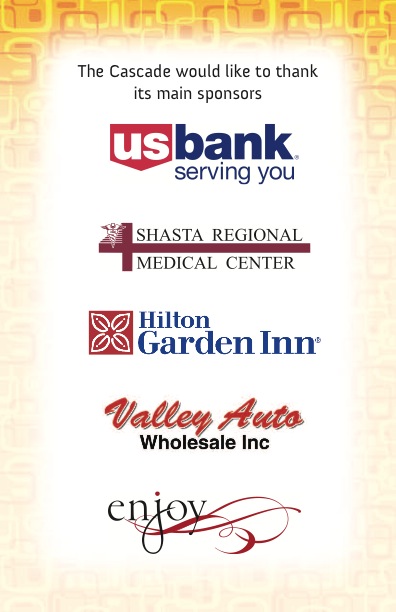 The Cascade would like to thank
its main sponsors
usbank®
serving you
SHASTA REGIONAL
MEDICAL CENTER
Hilton
Garden Inn®
Valley Auto
Wholesale Inc
enjoy